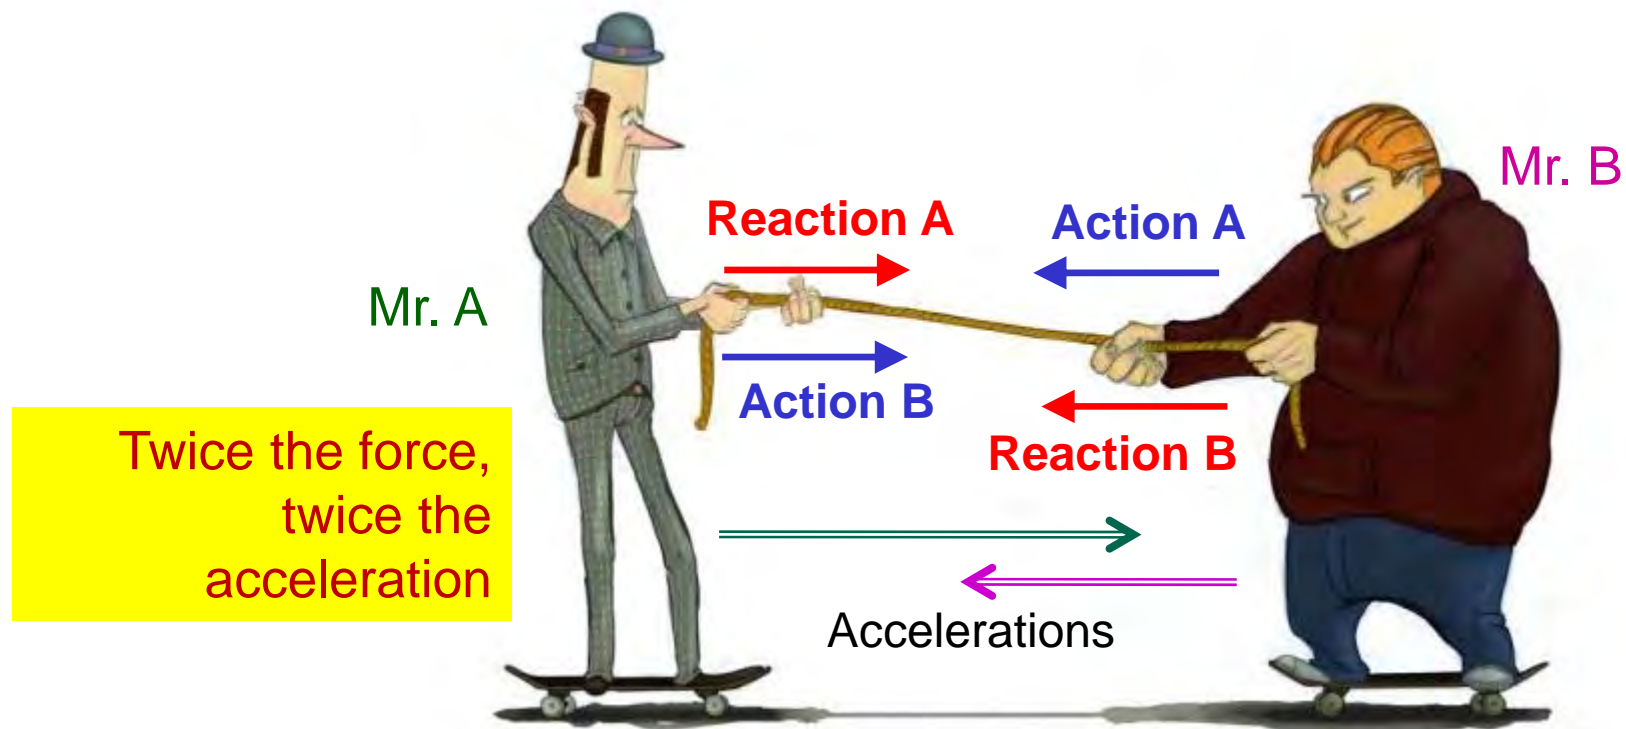 Mr. B
Reaction A
Action A
Mr. A
Action B
Reaction B
Twice the force,
twice the
acceleration
Accelerations